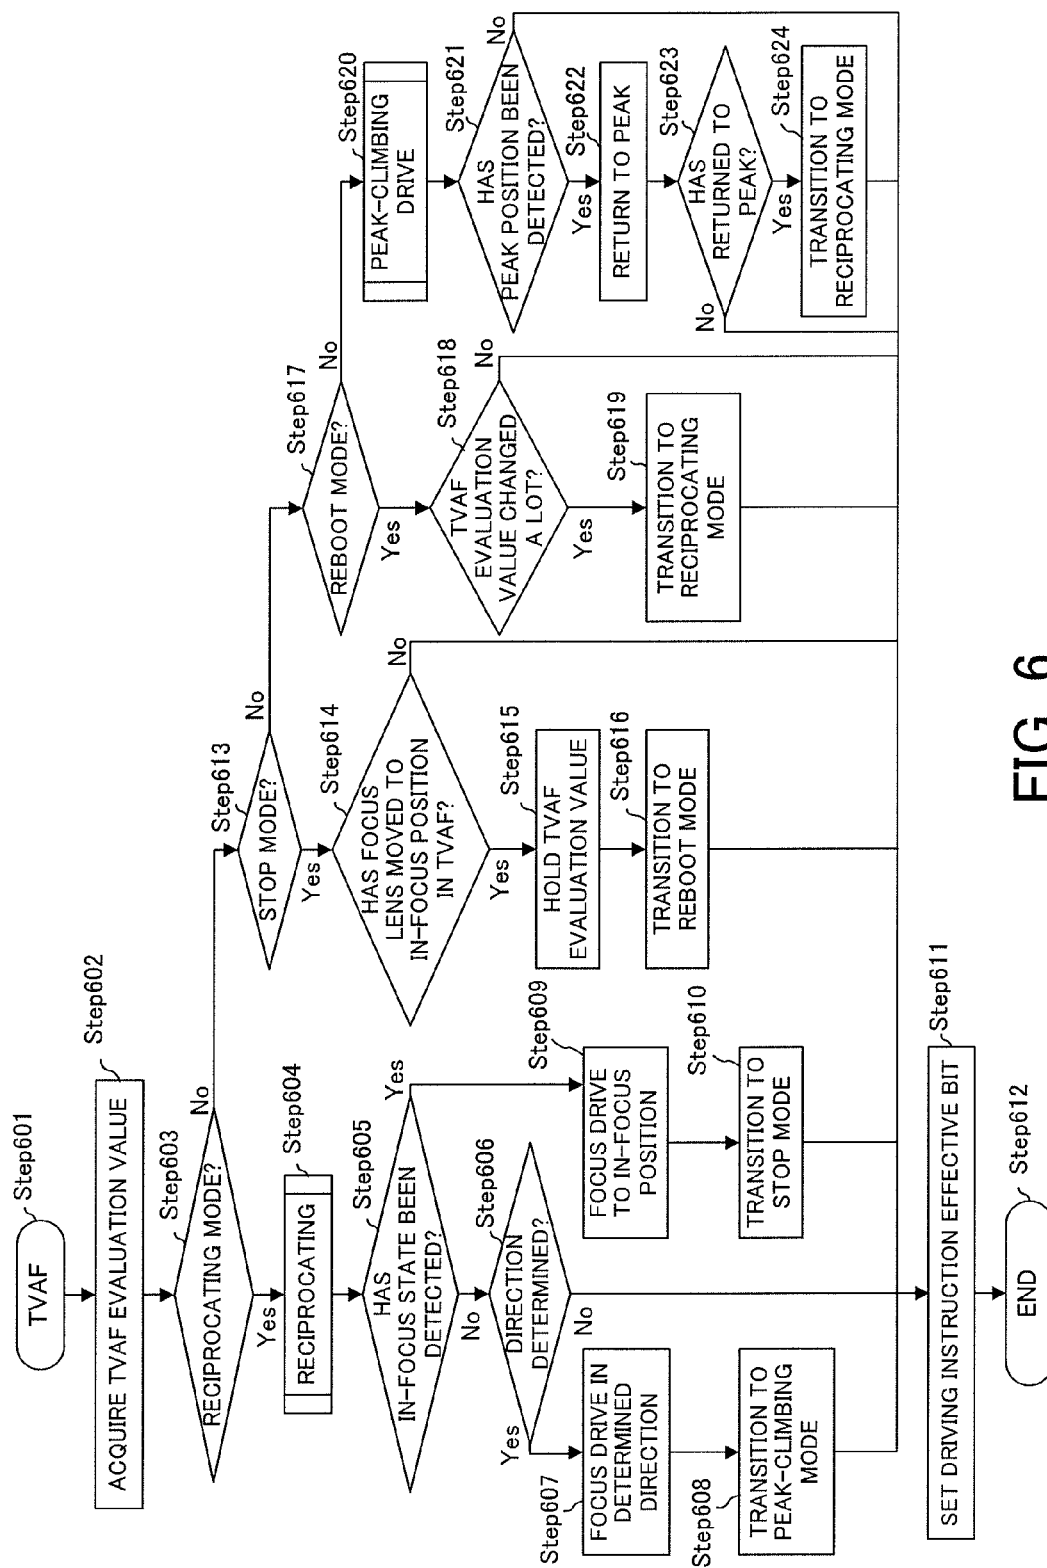 TVAF
Step601
ACQUIRE TVAF EVALUATION VALUE
Step602
RECIPROCATING MODE?
Step603
No
Yes
RECIPROCATING
Step604
HAS
IN-FOCUS STATE BEEN
DETECTED?
Step605
Yes
No
DIRECTION
DETERMINED?
Step606
Yes
No
Step607
FOCUS DRIVE IN
DETERMINED
DIRECTION
Step608
TRANSITION TO
PEAK-CLIMBING
MODE
Step609
FOCUS DRIVE
TO IN-FOCUS
POSITION
Step610
TRANSITION TO
STOP MODE
STOP MODE?
Step613
No
Yes
HAS FOCUS
LENS MOVED TO
IN-FOCUS POSITION
IN TVAF?
Step614
No
Yes
Step615
HOLD TVAF
EVALUATION VALUE
Step616
TRANSITION TO
REBOOT MODE
REBOOT MODE?
Step617
No
Yes
TVAF
EVALUATION
VALUE CHANGED
A LOT?
Step618
No
Yes
Step619
TRANSITION TO
RECIPROCATING
MODE
Step620
PEAK-CLIMBING
DRIVE
Step621
HAS
PEAK POSITION BEEN
DETECTED?
No
Yes
Step622
RETURN TO PEAK
Step623
HAS
RETURNED TO
PEAK?
No
Yes
Step624
TRANSITION TO
RECIPROCATING MODE
SET DRIVING INSTRUCTION EFFECTIVE BIT
Step611
END
Step612
FIG. 6